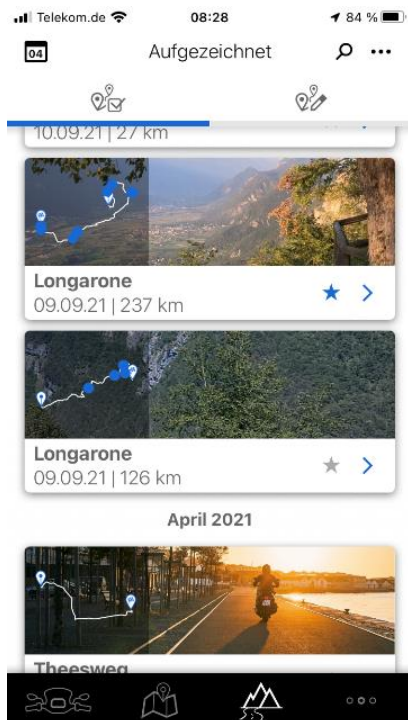 Telekom.de 08:28 84 %
04 Aufgezeichnet
10.09.21 | 27 km
Longarone
09.09.21 | 237 km
Longarone
09.09.21 | 126 km
April 2021
Theesweg